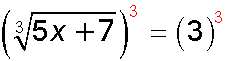 (∛5x + 7)³ = (3)³